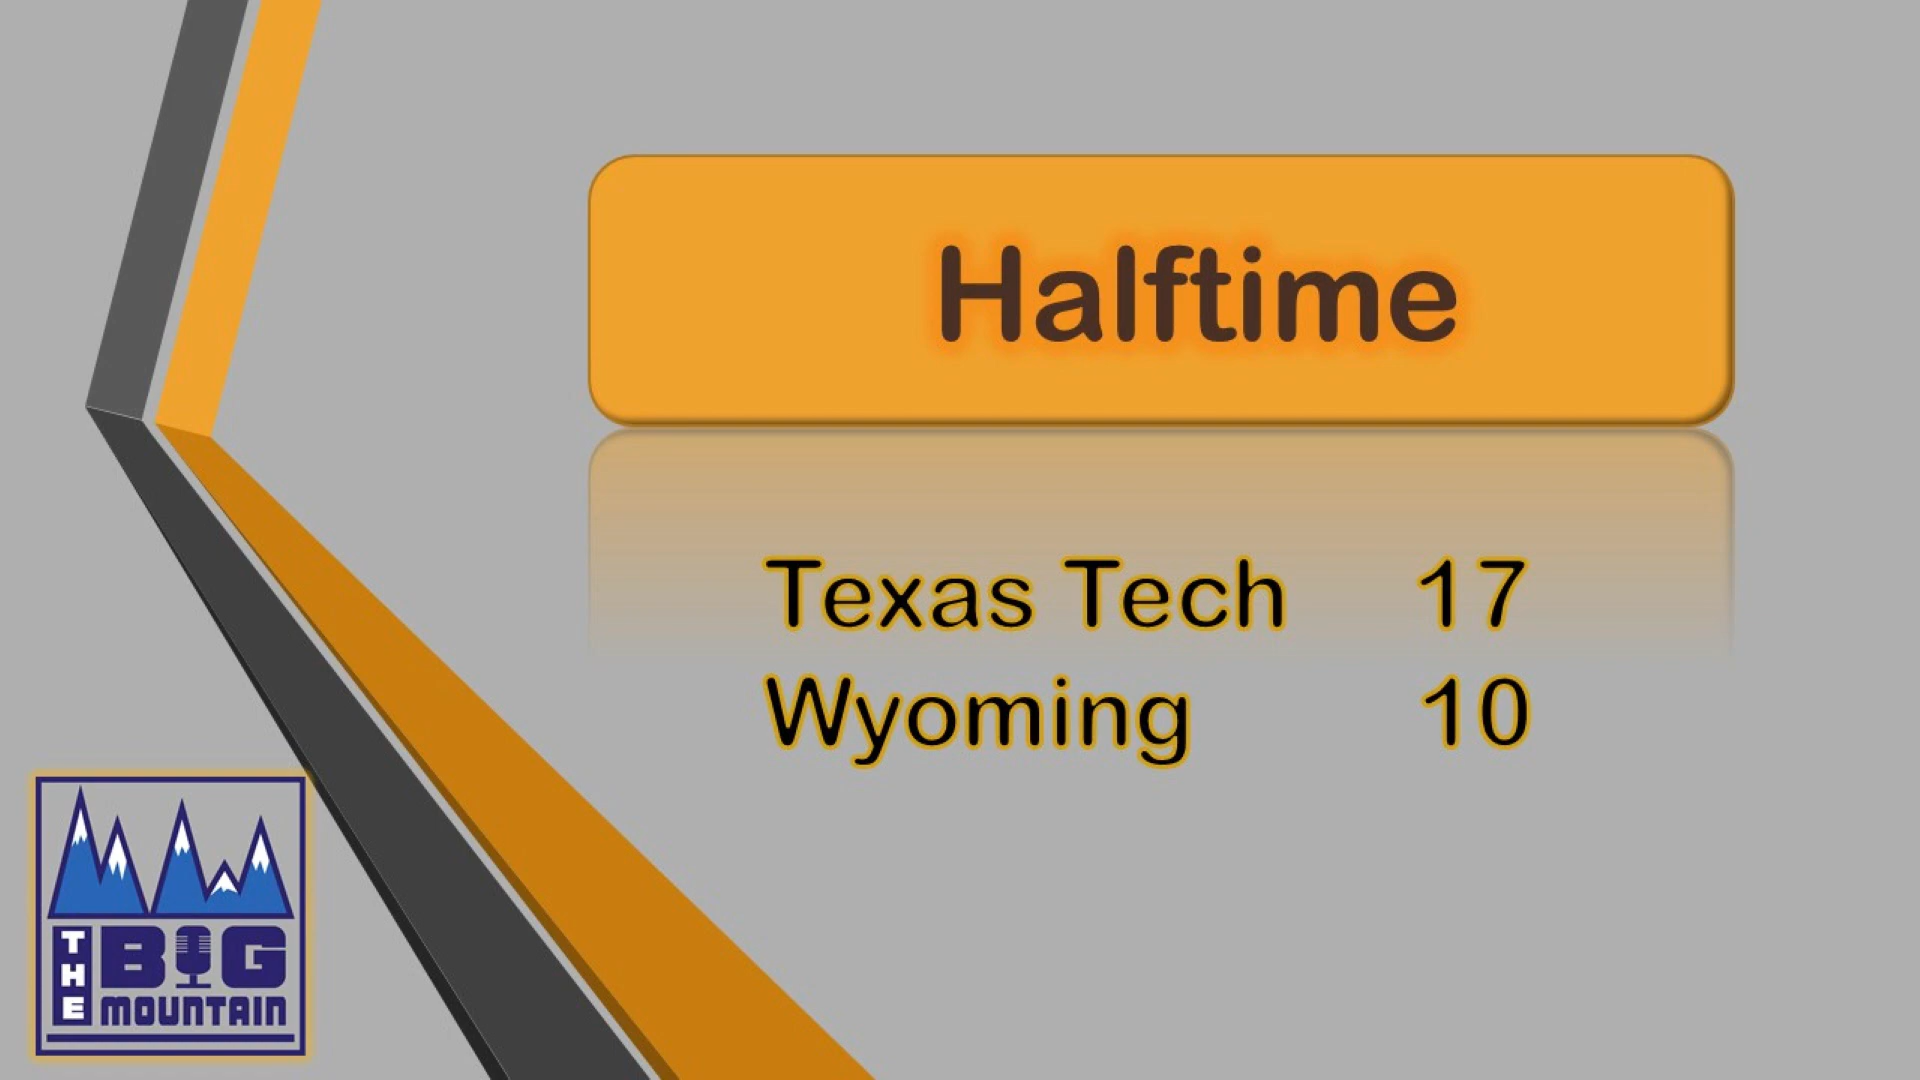 Halftime
Texas Tech 17
Wyoming 10
THE BIG
MOUNTAIN